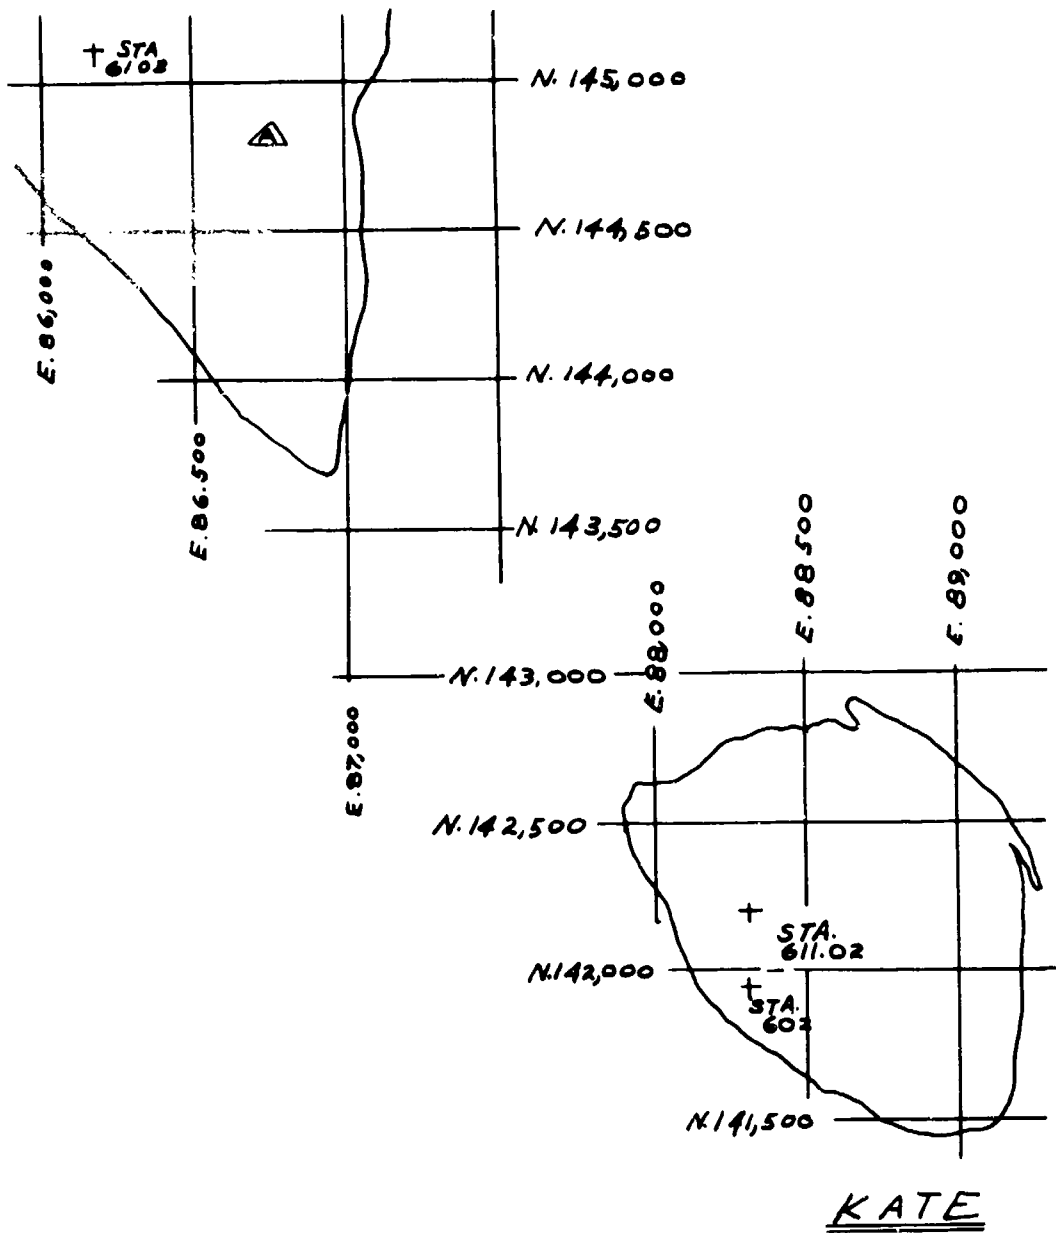 STA
6102
N. 145,000
A
N. 144,500
E. 86,000
N. 144,000
E. 86.500
N. 143,500
E. 88 500
E. 89,000
N. 143,000
E. 88,000
E. 87,000
N. 142,500
STA.
611.02
N. 142,000
STA.
602
N. 141,500
KATE